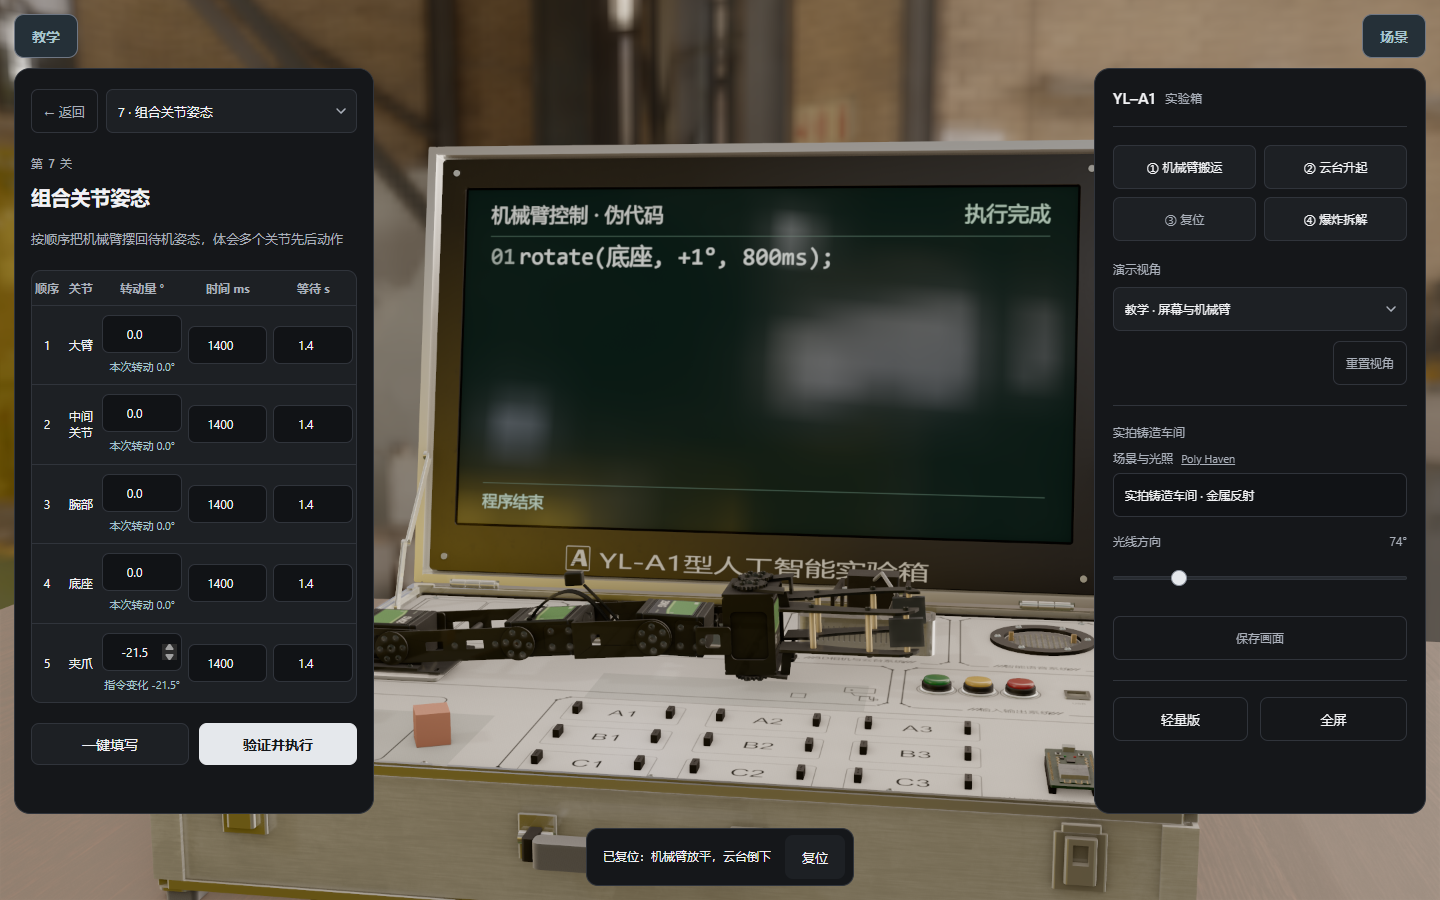 教学
场景
← 返回
7 · 组合关节姿态
第 7 关
组合关节姿态
按顺序把机械臂摆回待机姿态，体会多个关节先后动作
顺序 关节 转动量 ° 时间 ms 等待 s
1 大臂 0.0 1400 1.4
本次转动 0.0°
2 中间关节 0.0 1400 1.4
本次转动 0.0°
3 腕部 0.0 1400 1.4
本次转动 0.0°
4 底座 0.0 1400 1.4
本次转动 0.0°
5 夹爪 -21.5 1400 1.4
指令变化 -21.5°
一键填写
验证并执行
机械臂控制 · 伪代码
执行完成
01 rotate(底座, +1°, 800ms);
程序结束
A YL-A1型人工智能实验箱
A1 A2 A3
B1 B2 B3
C1 C2 C3
已复位：机械臂放平，云台倒下
复位
YL–A1 实验箱
① 机械臂搬运
② 云台升起
③ 复位
④ 爆炸拆解
演示视角
教学 · 屏幕与机械臂
重置视角
实拍铸造车间
场景与光照 Poly Haven
实拍铸造车间 · 金属反射
光线方向 74°
保存画面
轻量版
全屏